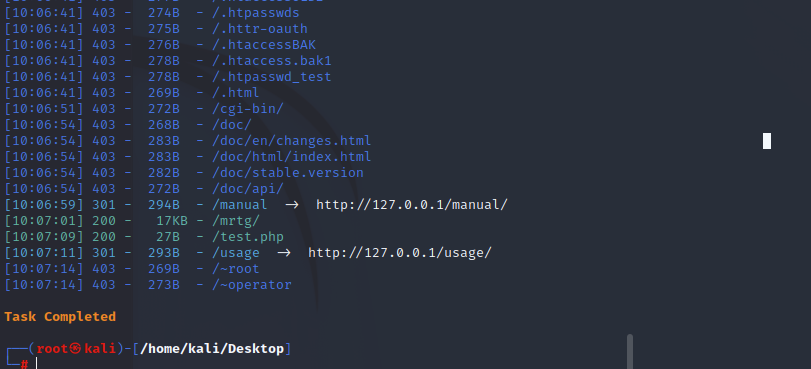 [10:06:41] 403 -  274B  - /.htpasswds
[10:06:41] 403 -  275B  - /.httr-oauth
[10:06:41] 403 -  276B  - /.htaccessBAK
[10:06:41] 403 -  278B  - /.htaccess.bak1
[10:06:41] 403 -  278B  - /.htpasswd_test
[10:06:41] 403 -  269B  - /.html
[10:06:51] 403 -  272B  - /cgi-bin/
[10:06:54] 403 -  268B  - /doc/
[10:06:54] 403 -  283B  - /doc/en/changes.html
[10:06:54] 403 -  283B  - /doc/html/index.html
[10:06:54] 403 -  282B  - /doc/stable.version
[10:06:54] 403 -  272B  - /doc/api/
[10:06:59] 301 -  294B  - /manual  →  http://127.0.0.1/manual/
[10:07:01] 200 -   17KB - /mrtg/
[10:07:09] 200 -   27B  - /test.php
[10:07:11] 301 -  293B  - /usage  →  http://127.0.0.1/usage/
[10:07:14] 403 -  269B  - /~root
[10:07:14] 403 -  273B  - /~operator
Task Completed
┌──(root㉿kali)-[/home/kali/Desktop]
└─#